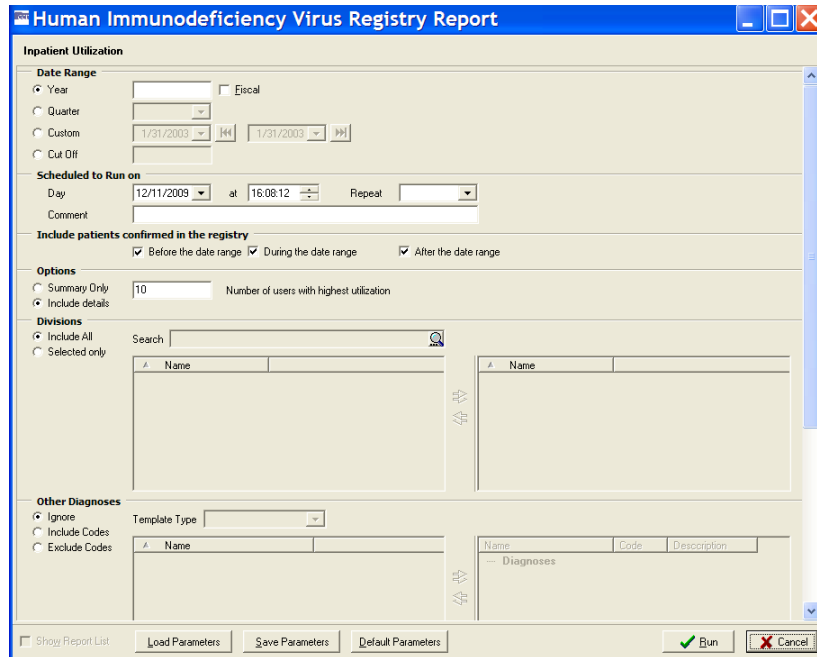 Human Immunodeficiency Virus Registry Report
Inpatient Utilization
Date Range
Year Fiscal
Quarter
Custom 1/31/2003 1/31/2003
Cut Off
Scheduled to Run on
Day 12/11/2009 at 16:08:12 Repeat
Comment
Include patients confirmed in the registry
Before the date range During the date range After the date range
Options
Summary Only 10 Number of users with highest utilization
Include details
Divisions
Include All Search
Selected only
Name Name
Other Diagnoses
Ignore Template Type
Include Codes
Exclude Codes Name Name Code Desccription
Diagnoses
Show Report List Load Parameters Save Parameters Default Parameters Run Cancel